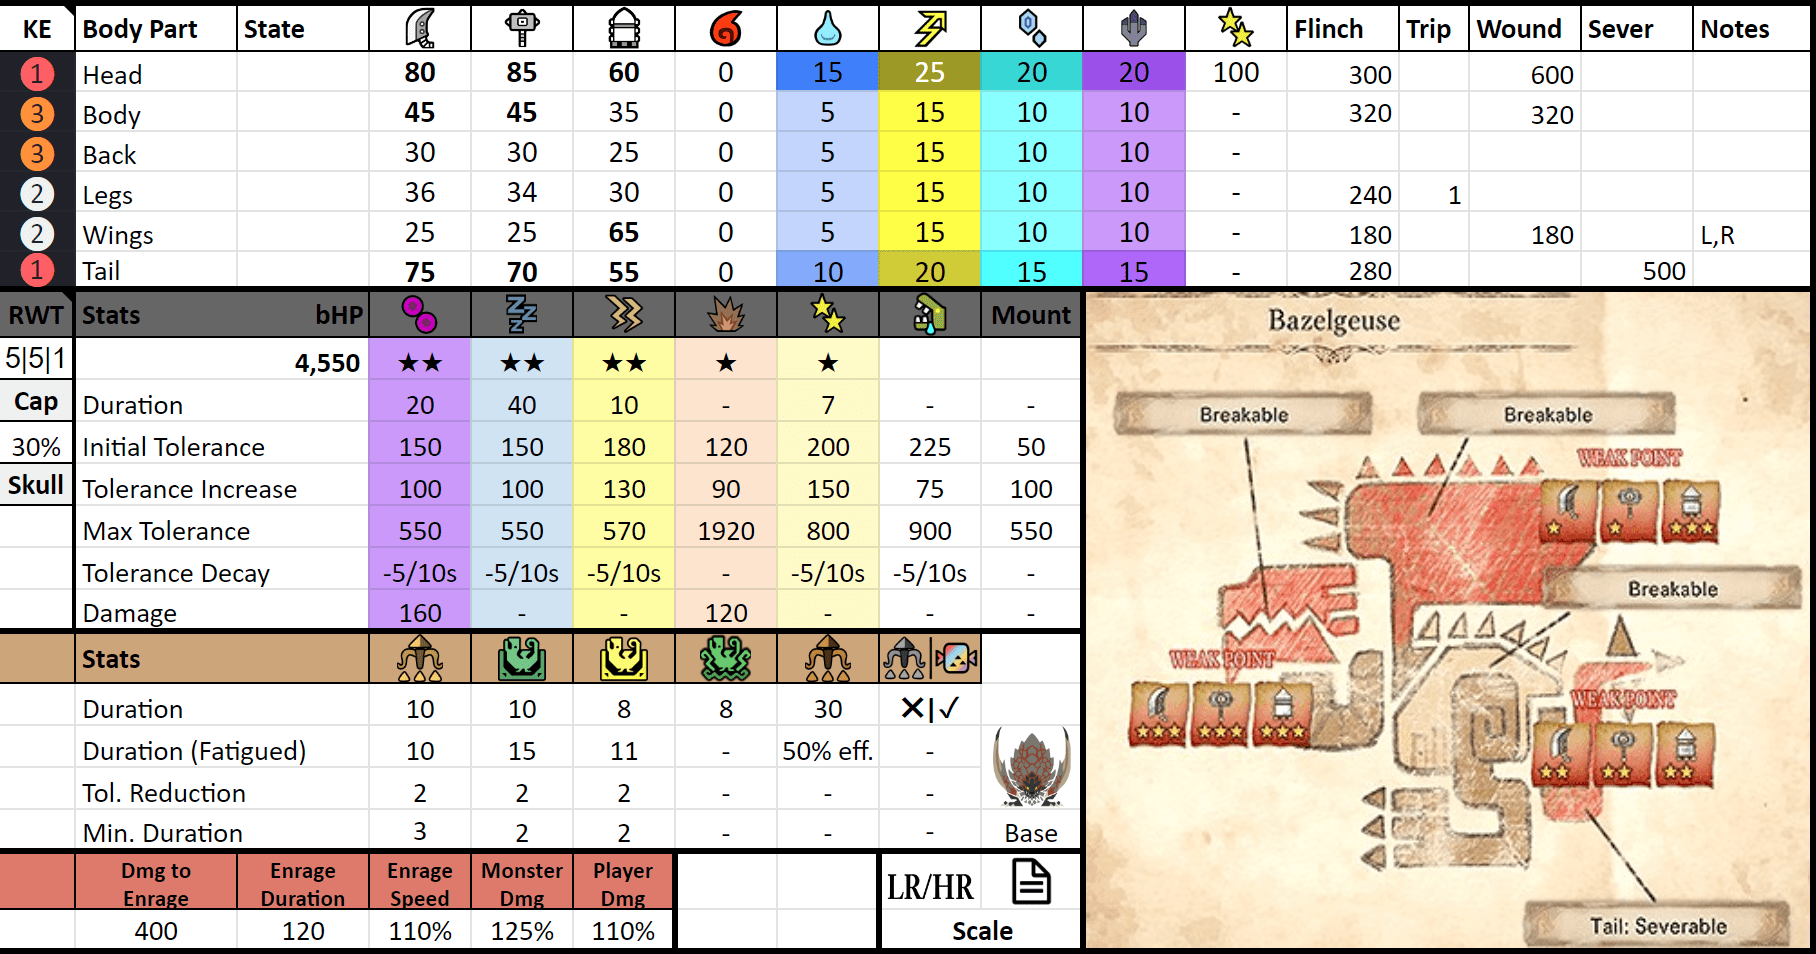 KE Body Part State Flinch Trip Wound Sever Notes
1 Head 80 85 60 0 15 25 20 20 100 300 600
3 Body 45 45 35 0 5 15 10 10 - 320 320
3 Back 30 30 25 0 5 15 10 10 -
2 Legs 36 34 30 0 5 15 10 10 - 240 1
2 Wings 25 25 65 0 5 15 10 10 - 180 180 L,R
1 Tail 75 70 55 0 10 20 15 15 - 280 500
RWT Stats bHP Mount
5|5|1 4,550 ★★ ★★ ★★ ★ ★
Cap Duration 20 40 10 - 7 - -
30% Initial Tolerance 150 150 180 120 200 225 50
Skull Tolerance Increase 100 100 130 90 150 75 100
Max Tolerance 550 550 570 1920 800 900 550
Tolerance Decay -5/10s -5/10s -5/10s - -5/10s -5/10s -
Damage 160 - - 120 - - -
Stats
Duration 10 10 8 8 30 ✕|✓
Duration (Fatigued) 10 15 11 - 50% eff. -
Tol. Reduction 2 2 2 - - -
Min. Duration 3 2 2 - - - Base
Dmg to Enrage Enrage Duration Enrage Speed Monster Dmg Player Dmg LR/HR
400 120 110% 125% 110% Scale
Bazelgeuse
Breakable Breakable
WEAK POINT
Breakable
WEAK POINT
WEAK POINT
Tail: Severable